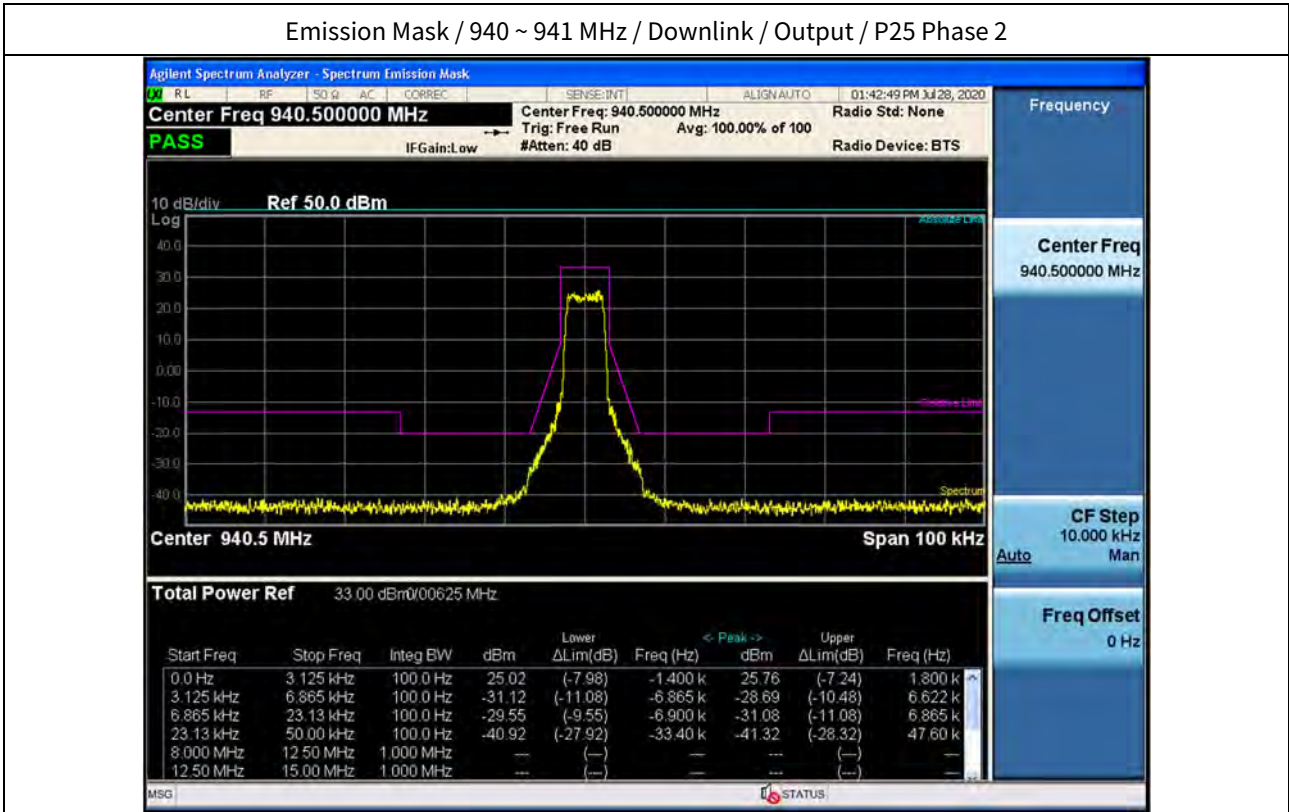 Emission Mask / 940 ~ 941 MHz / Downlink / Output / P25 Phase 2
Agilent Spectrum Analyzer - Spectrum Emission Mask
LXI RL RF 50 Ω AC CORREC SENSE:INT ALIGN AUTO 01:42:49 PM Jul 28, 2020
Center Freq 940.500000 MHz Center Freq: 940.500000 MHz Radio Std: None
Trig: Free Run Avg: 100.00% of 100
PASS IFGain:Low #Atten: 40 dB Radio Device: BTS
Frequency
10 dB/div Ref 50.0 dBm
Log
Absolute Limit
40.0
30.0
20.0
10.0
0.00
-10.0
Relative Limit
-20.0
-30.0
-40.0
Spectrum
Center 940.5 MHz Span 100 kHz
Center Freq
940.500000 MHz
CF Step
10.000 kHz
Auto Man
Freq Offset
0 Hz
Total Power Ref 33.00 dBm0/00625 MHz
Lower <- Peak -> Upper
Start Freq Stop Freq Integ BW dBm ΔLim(dB) Freq (Hz) dBm ΔLim(dB) Freq (Hz)
0.0 Hz 3.125 kHz 100.0 Hz 25.02 (-7.98) -1.400 k 25.76 (-7.24) 1.800 k
3.125 kHz 6.865 kHz 100.0 Hz -31.12 (-11.08) -6.865 k -28.69 (-10.48) 6.622 k
6.865 kHz 23.13 kHz 100.0 Hz -29.55 (-9.55) -6.900 k -31.08 (-11.08) 6.865 k
23.13 kHz 50.00 kHz 100.0 Hz -40.92 (-27.92) -33.40 k -41.32 (-28.32) 47.60 k
8.000 MHz 12.50 MHz 1.000 MHz --- (---) --- --- (---) ---
12.50 MHz 15.00 MHz 1.000 MHz --- (---) --- --- (---) ---
MSG STATUS